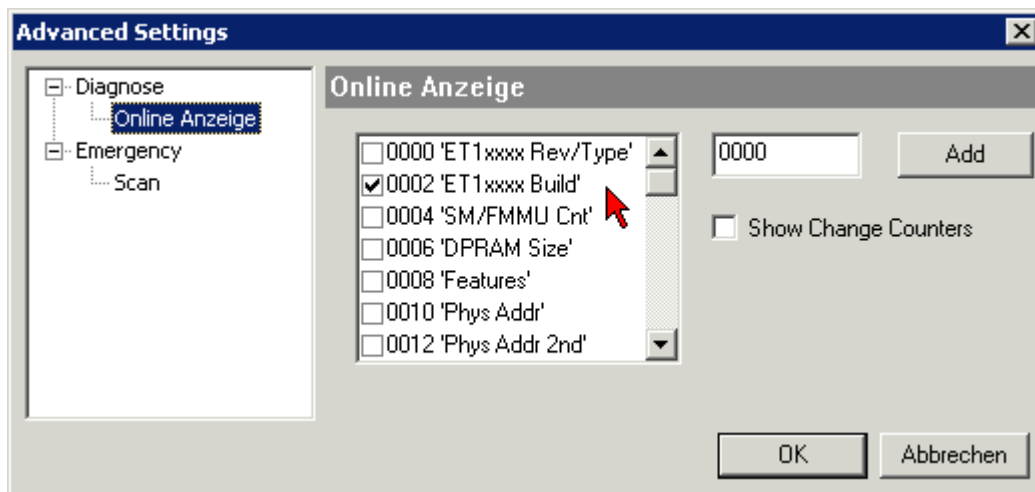 Advanced Settings
Diagnose
Online Anzeige
Emergency
Scan
Online Anzeige
0000 'ET1xxxx Rev/Type'
0002 'ET1xxxx Build'
0004 'SM/FMMU Cnt'
0006 'DPRAM Size'
0008 'Features'
0010 'Phys Addr'
0012 'Phys Addr 2nd'
0000
Add
Show Change Counters
OK
Abbrechen